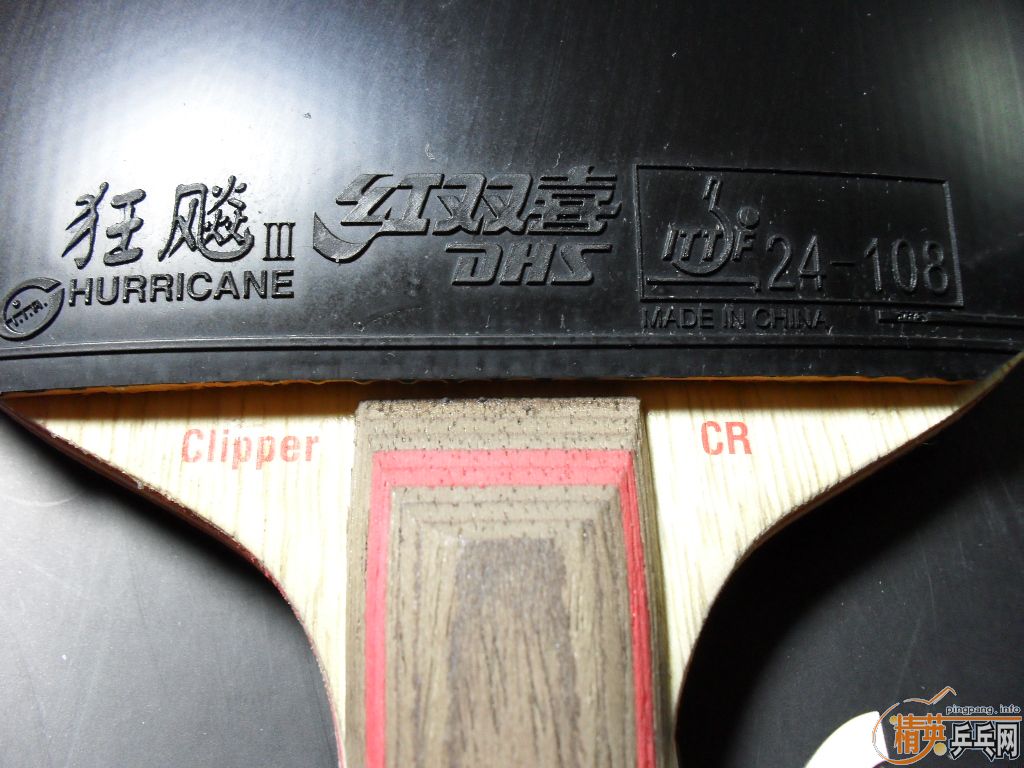 狂飚III
HURRICANE
红双喜
DHS
ITTF 24-108
MADE IN CHINA
Clipper
CR
pingpang.info
精英乒乓网